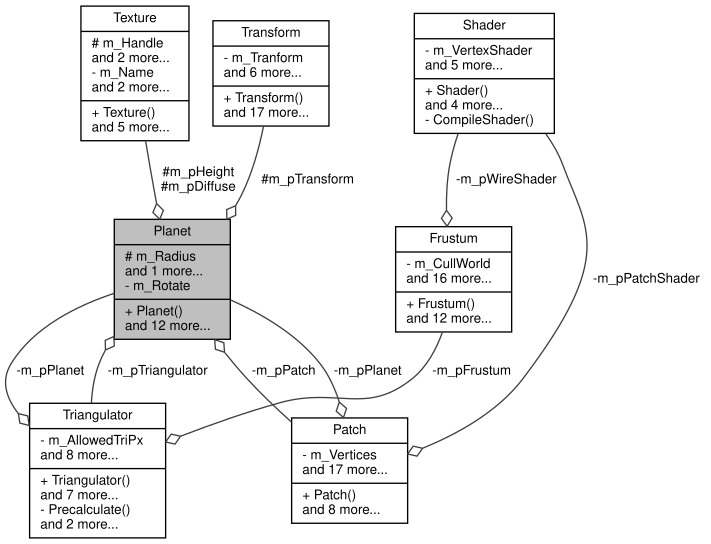 Texture
# m_Handle
and 2 more...
- m_Name
and 2 more...
+ Texture()
and 5 more...
Transform
- m_Tranform
and 6 more...
+ Transform()
and 17 more...
Shader
- m_VertexShader
and 5 more...
+ Shader()
and 4 more...
- CompileShader()
#m_pHeight
#m_pDiffuse
#m_pTransform
-m_pWireShader
Planet
# m_Radius
and 1 more...
- m_Rotate
+ Planet()
and 12 more...
Frustum
- m_CullWorld
and 16 more...
+ Frustum()
and 12 more...
-m_pPatchShader
-m_pPlanet
-m_pTriangulator
-m_pPatch
-m_pPlanet
-m_pFrustum
Triangulator
- m_AllowedTriPx
and 8 more...
+ Triangulator()
and 7 more...
- Precalculate()
and 2 more...
Patch
- m_Vertices
and 17 more...
+ Patch()
and 8 more...